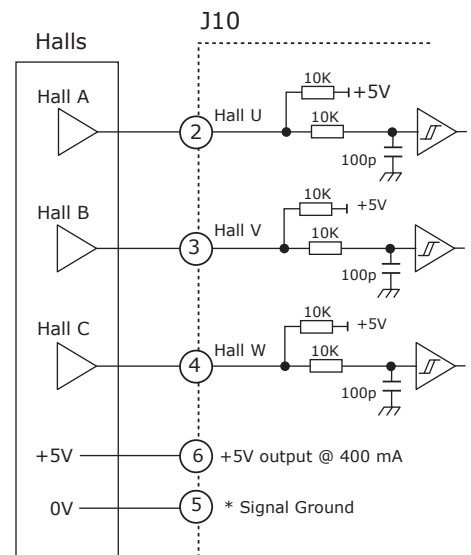 J10
Halls
Hall A
2
Hall U
10K
+5V
10K
100p
Hall B
3
Hall V
10K
+5V
10K
100p
Hall C
4
Hall W
10K
+5V
10K
100p
+5V
6
+5V output @ 400 mA
0V
5
* Signal Ground